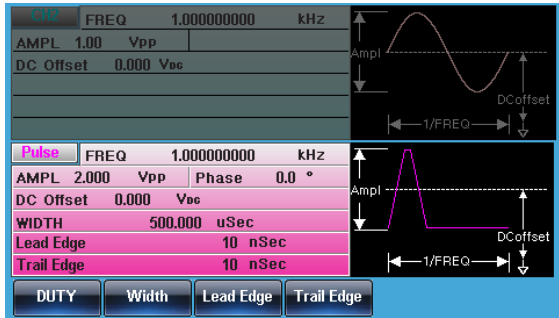 FREQ 1.000000000 kHz
AMPL 1.00 Vpp
DC Offset 0.000 VDC
Ampl
DCoffset
1/FREQ
Pulse FREQ 1.000000000 kHz
AMPL 2.000 Vpp Phase 0.0 °
DC Offset 0.000 VDC
WIDTH 500.000 uSec
Lead Edge 10 nSec
Trail Edge 10 nSec
Ampl
DCoffset
1/FREQ
DUTY Width Lead Edge Trail Edge